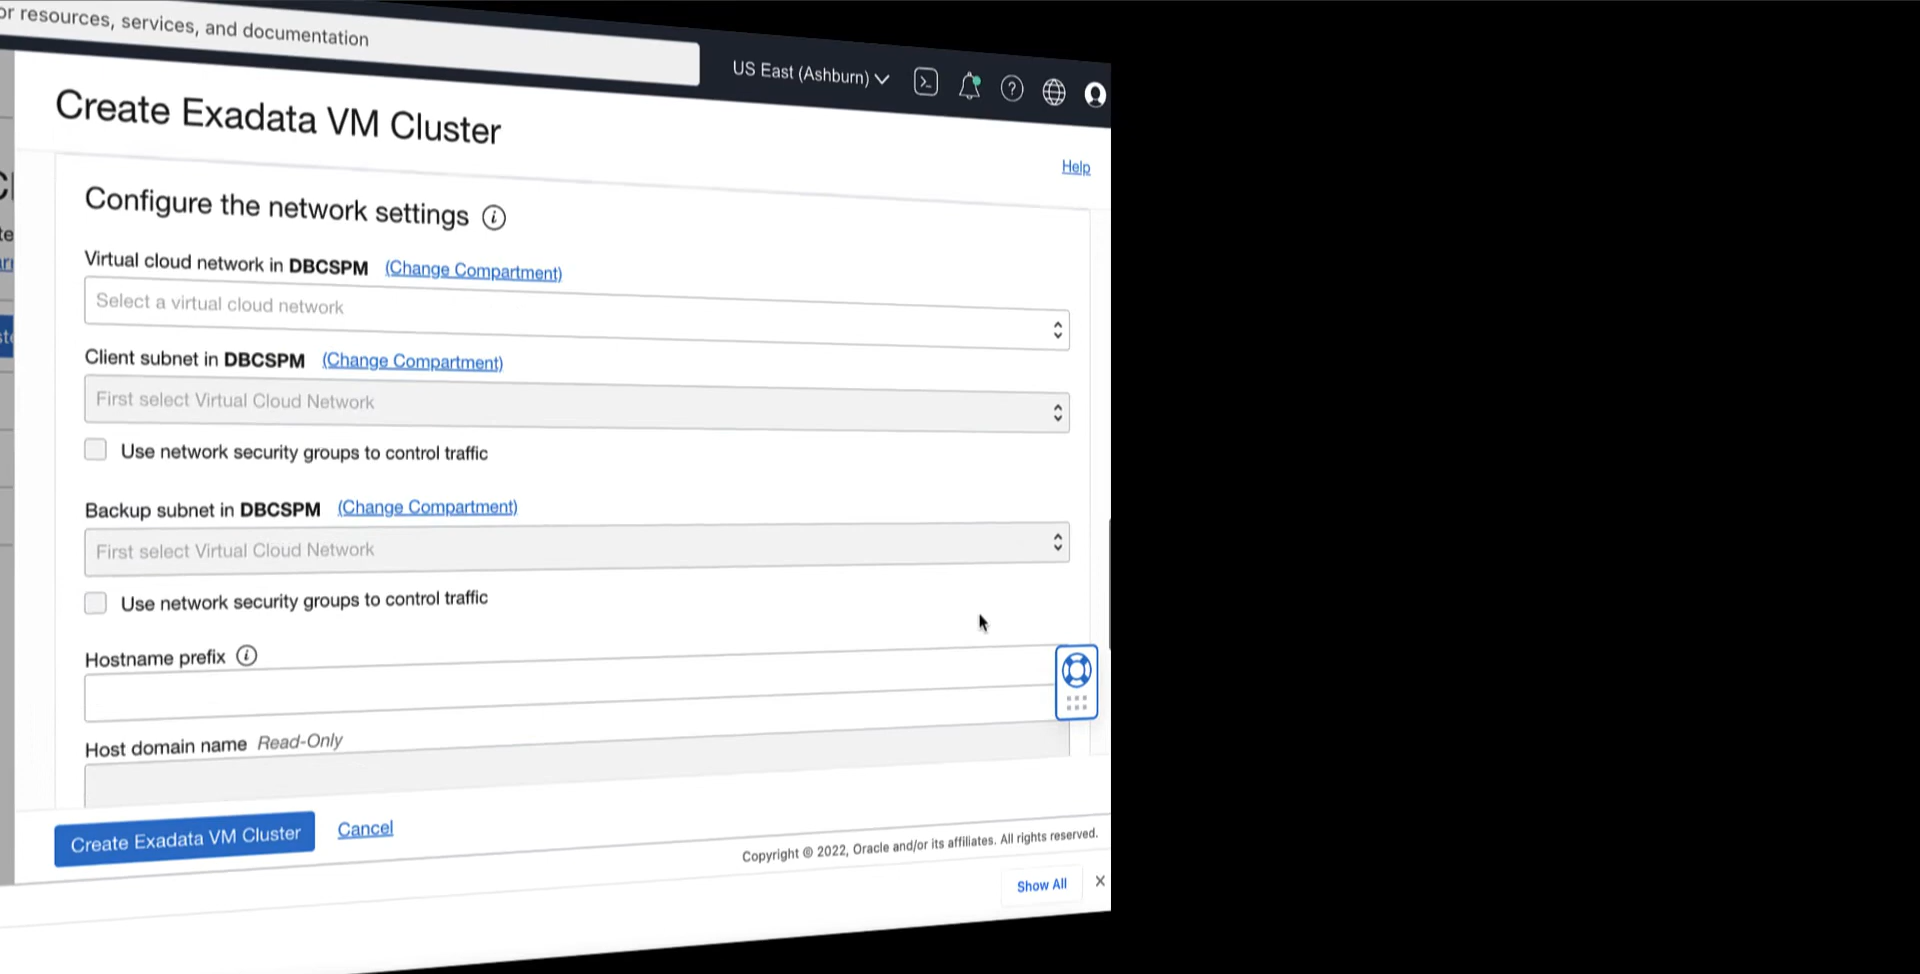 or resources, services, and documentation
US East (Ashburn)
Create Exadata VM Cluster
Help
Configure the network settings
Virtual cloud network in DBCSPM (Change Compartment)
Select a virtual cloud network
Client subnet in DBCSPM (Change Compartment)
First select Virtual Cloud Network
Use network security groups to control traffic
Backup subnet in DBCSPM (Change Compartment)
First select Virtual Cloud Network
Use network security groups to control traffic
Hostname prefix
Host domain name Read-Only
Create Exadata VM Cluster Cancel
Copyright © 2022, Oracle and/or its affiliates. All rights reserved.
Show All